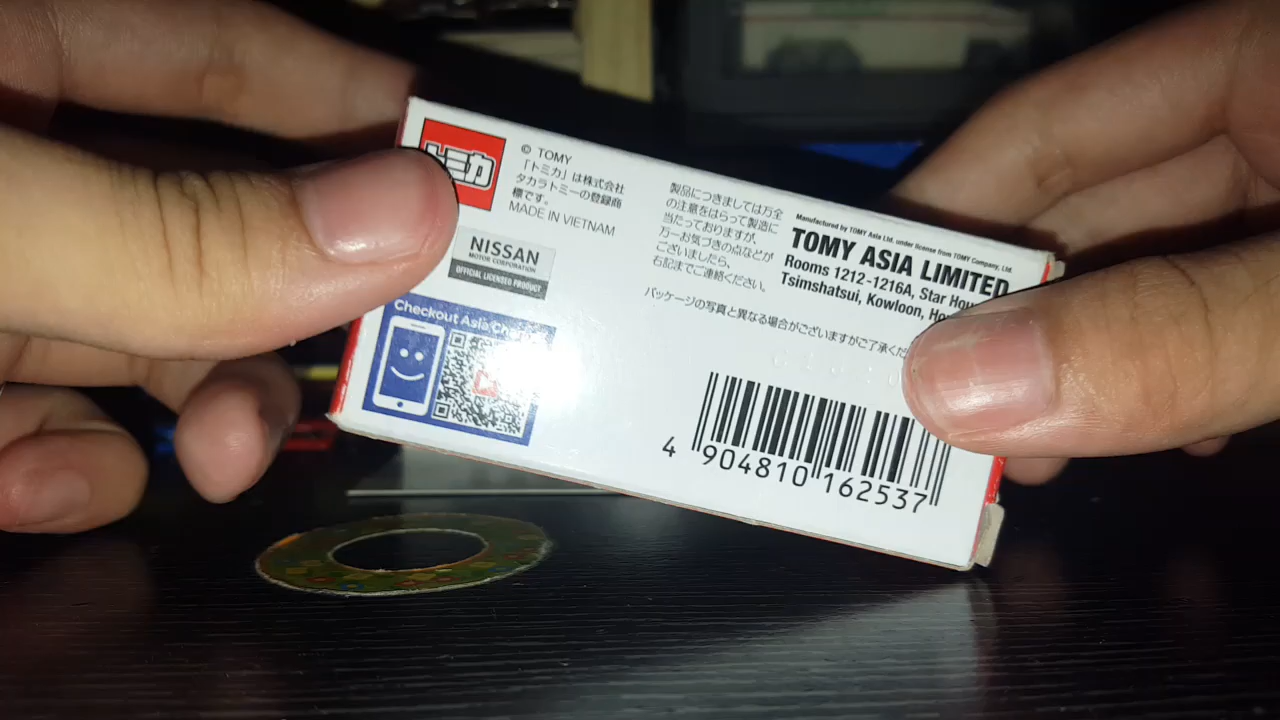 トミカ
© TOMY
「トミカ」は株式会社
タカラトミーの登録商
標です。
MADE IN VIETNAM
NISSAN
MOTOR CORPORATION
OFFICIAL LICENSED PRODUCT
Checkout Asia
製品につきましては万全
の注意をはらって製造に
当たっておりますが、
万一お気づきの点などが
ございましたら、
右記までご連絡ください。
Manufactured by TOMY Asia Ltd. under license from TOMY Company, Ltd.
TOMY ASIA LIMITED
Rooms 1212-1216A, Star
Tsimshatsui, Kowloon,
パッケージの写真と異なる場合がございますがご了承くだ
4 904810 162537